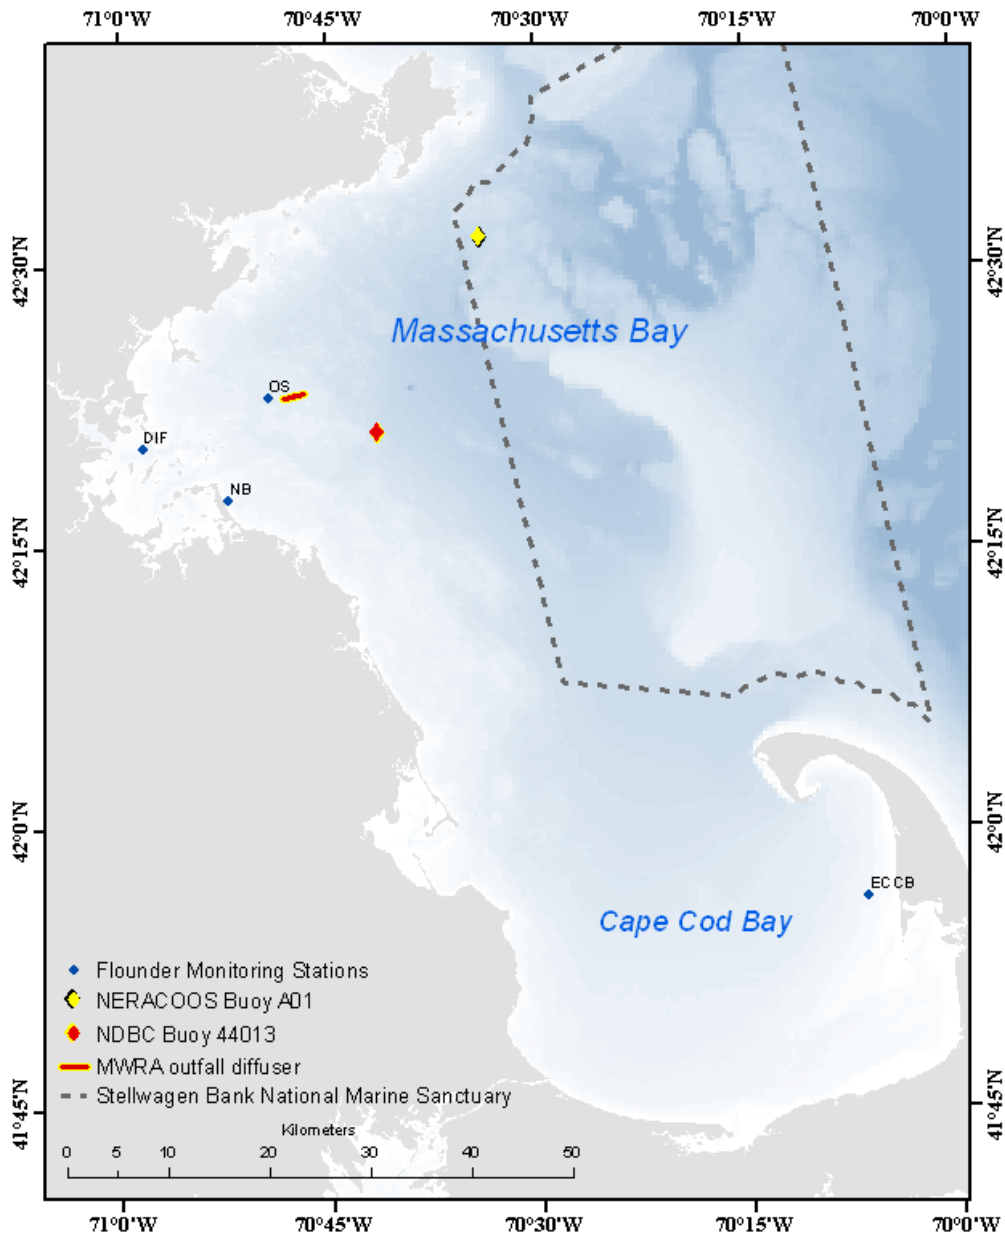 71°0'W 70°45'W 70°30'W 70°15'W 70°0'W
42°30'N 42°30'N
Massachusetts Bay
OS
DIF
NB
42°15'N 42°15'N
42°0'N 42°0'N
ECCB
Cape Cod Bay
Flounder Monitoring Stations
NERACOOS Buoy A01
NDBC Buoy 44013
MWRA outfall diffuser
Stellwagen Bank National Marine Sanctuary
41°45'N 41°45'N
Kilometers
0 5 10 20 30 40 50
71°0'W 70°45'W 70°30'W 70°15'W 70°0'W